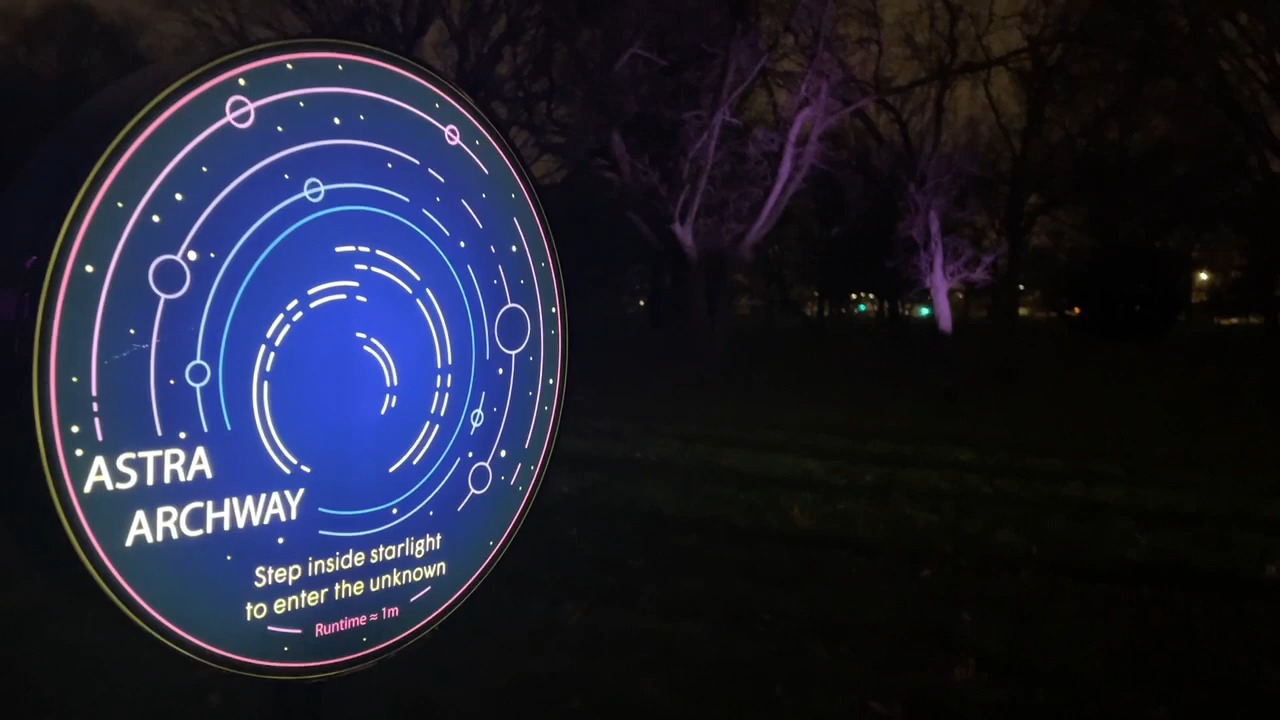 ASTRA
ARCHWAY
Step inside starlight
to enter the unknown
Runtime ≈ 1m